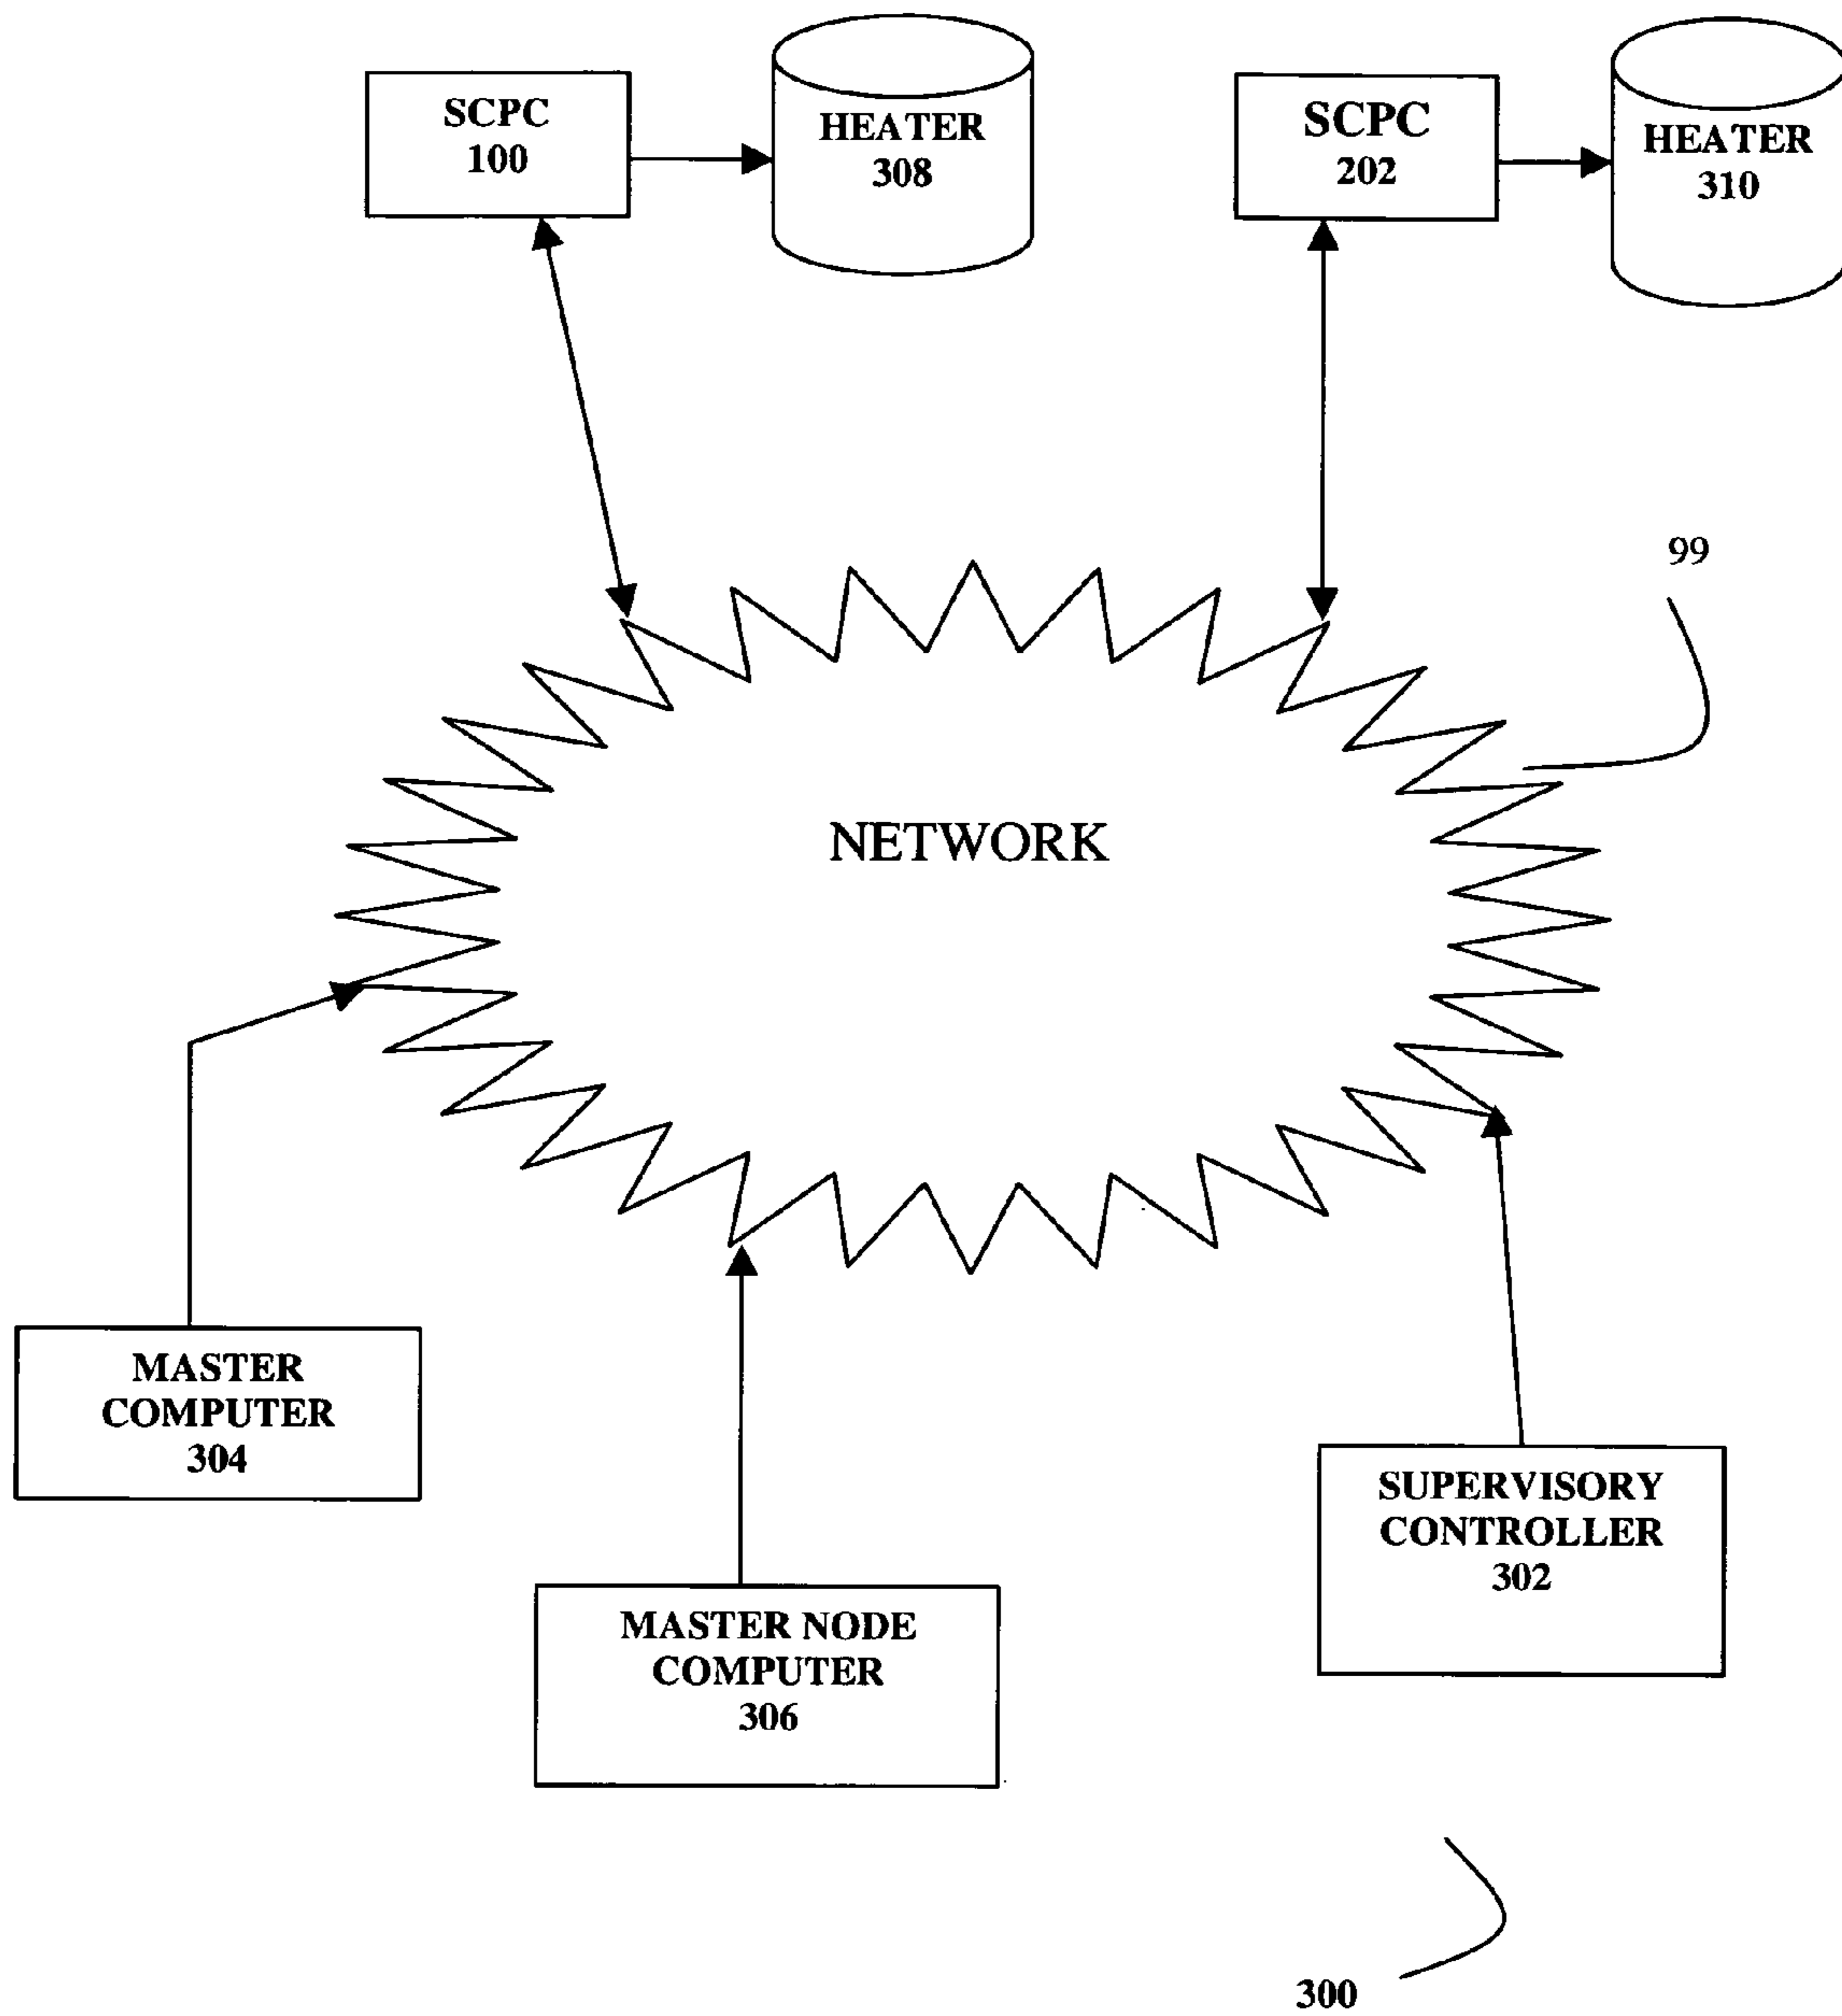 SCPC
100
HEATER
308
SCPC
202
HEATER
310
99
NETWORK
MASTER
COMPUTER
304
MASTER NODE
COMPUTER
306
SUPERVISORY
CONTROLLER
302
300